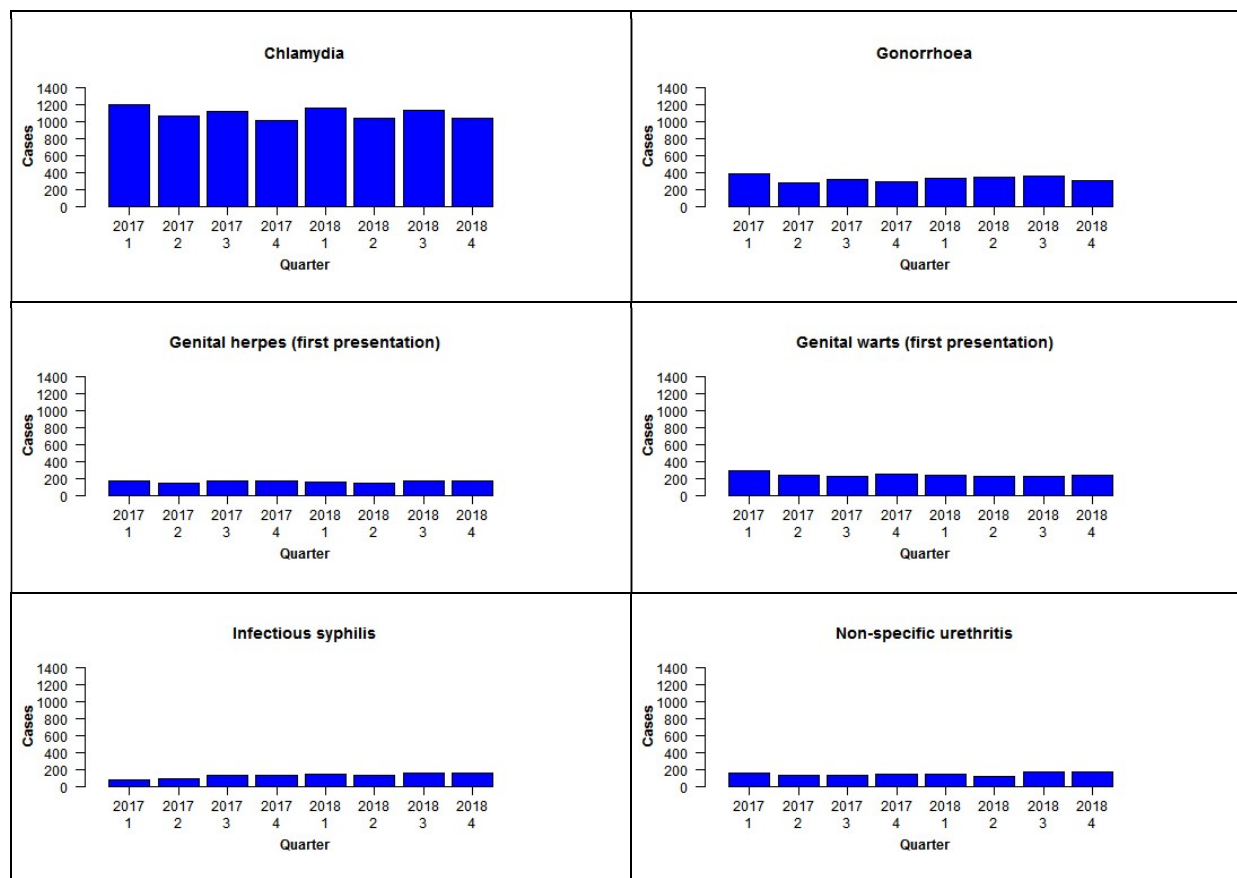 Chlamydia
1400
1200
1000
800
600
400
200
0
Cases
2017 2017 2017 2017 2018 2018 2018 2018
1 2 3 4 1 2 3 4
Quarter
Gonorrhoea
1400
1200
1000
800
600
400
200
0
Cases
2017 2017 2017 2017 2018 2018 2018 2018
1 2 3 4 1 2 3 4
Quarter
Genital herpes (first presentation)
1400
1200
1000
800
600
400
200
0
Cases
2017 2017 2017 2017 2018 2018 2018 2018
1 2 3 4 1 2 3 4
Quarter
Genital warts (first presentation)
1400
1200
1000
800
600
400
200
0
Cases
2017 2017 2017 2017 2018 2018 2018 2018
1 2 3 4 1 2 3 4
Quarter
Infectious syphilis
1400
1200
1000
800
600
400
200
0
Cases
2017 2017 2017 2017 2018 2018 2018 2018
1 2 3 4 1 2 3 4
Quarter
Non-specific urethritis
1400
1200
1000
800
600
400
200
0
Cases
2017 2017 2017 2017 2018 2018 2018 2018
1 2 3 4 1 2 3 4
Quarter